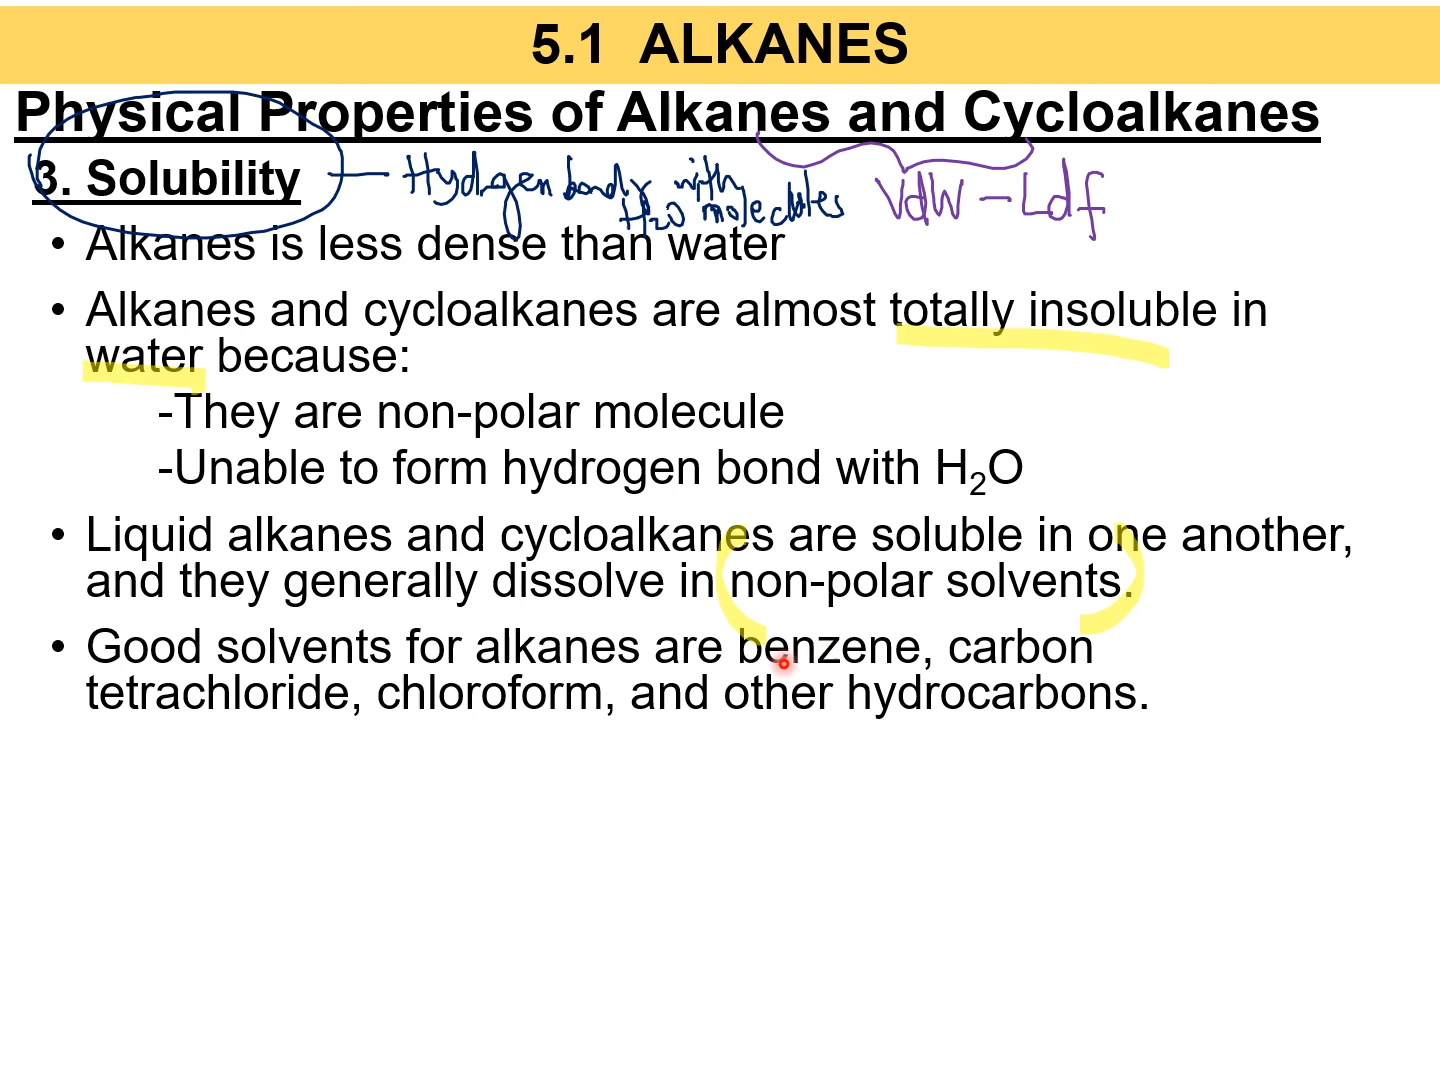 5.1 ALKANES
Physical Properties of Alkanes and Cycloalkanes
3. Solubility — Hydrogen bondg with
H2O molecules VdW - Ldf
• Alkanes is less dense than water
• Alkanes and cycloalkanes are almost totally insoluble in
water because:
-They are non-polar molecule
-Unable to form hydrogen bond with H2O
• Liquid alkanes and cycloalkanes are soluble in one another,
and they generally dissolve in non-polar solvents.
• Good solvents for alkanes are benzene, carbon
tetrachloride, chloroform, and other hydrocarbons.